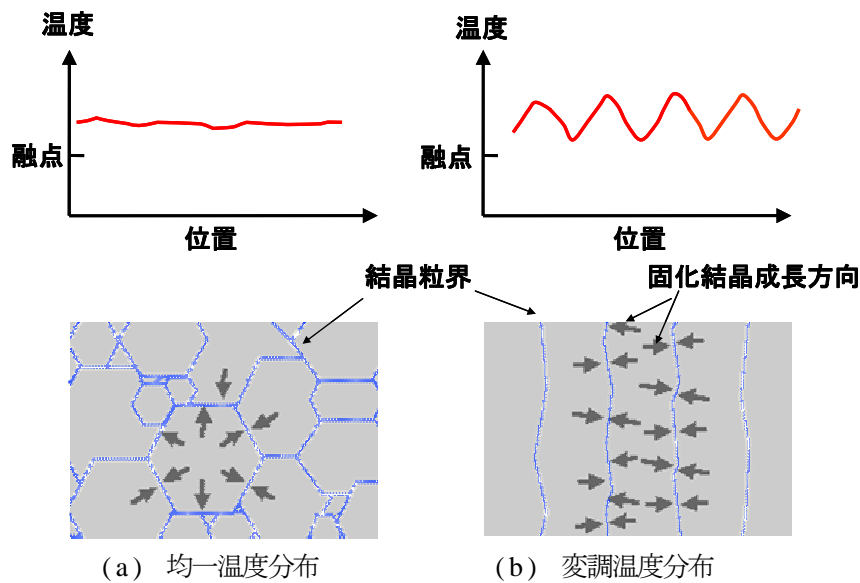 温度
融点
位置
温度
融点
位置
結晶粒界
固化結晶成長方向
(a) 均一温度分布
(b) 変調温度分布